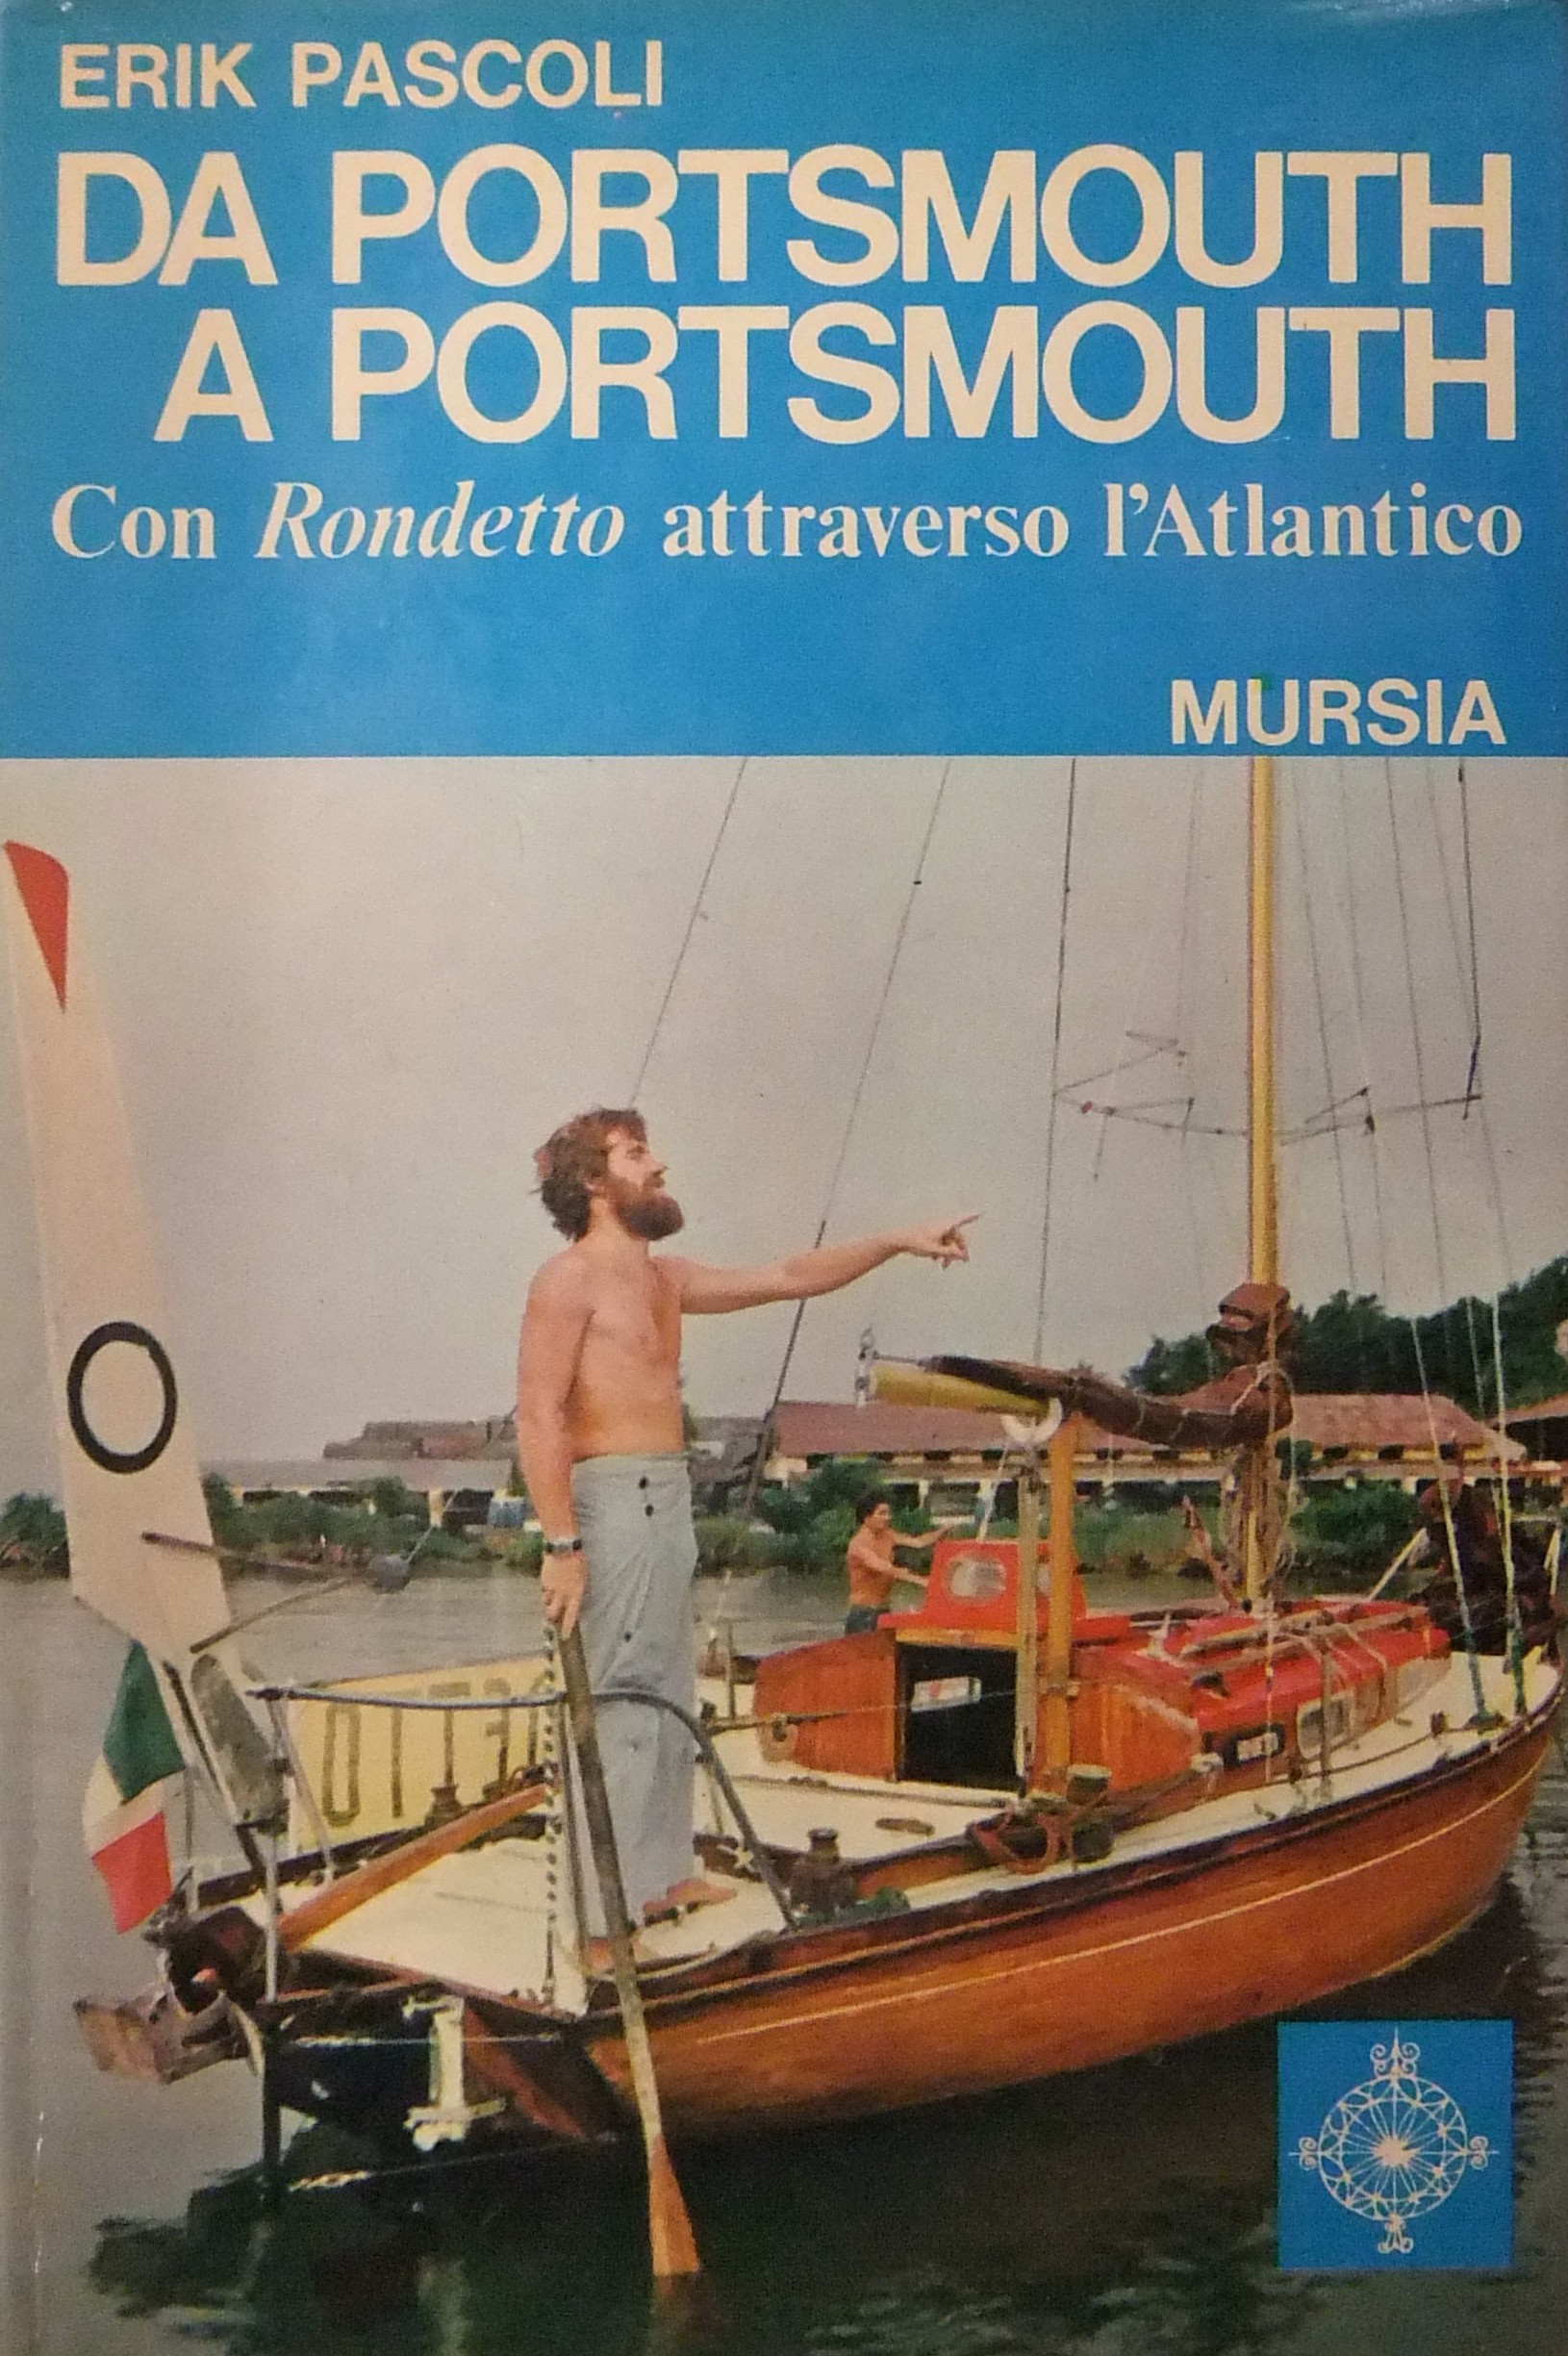 ERIK PASCOLI
DA PORTSMOUTH
A PORTSMOUTH
Con Rondetto attraverso l'Atlantico
MURSIA
O